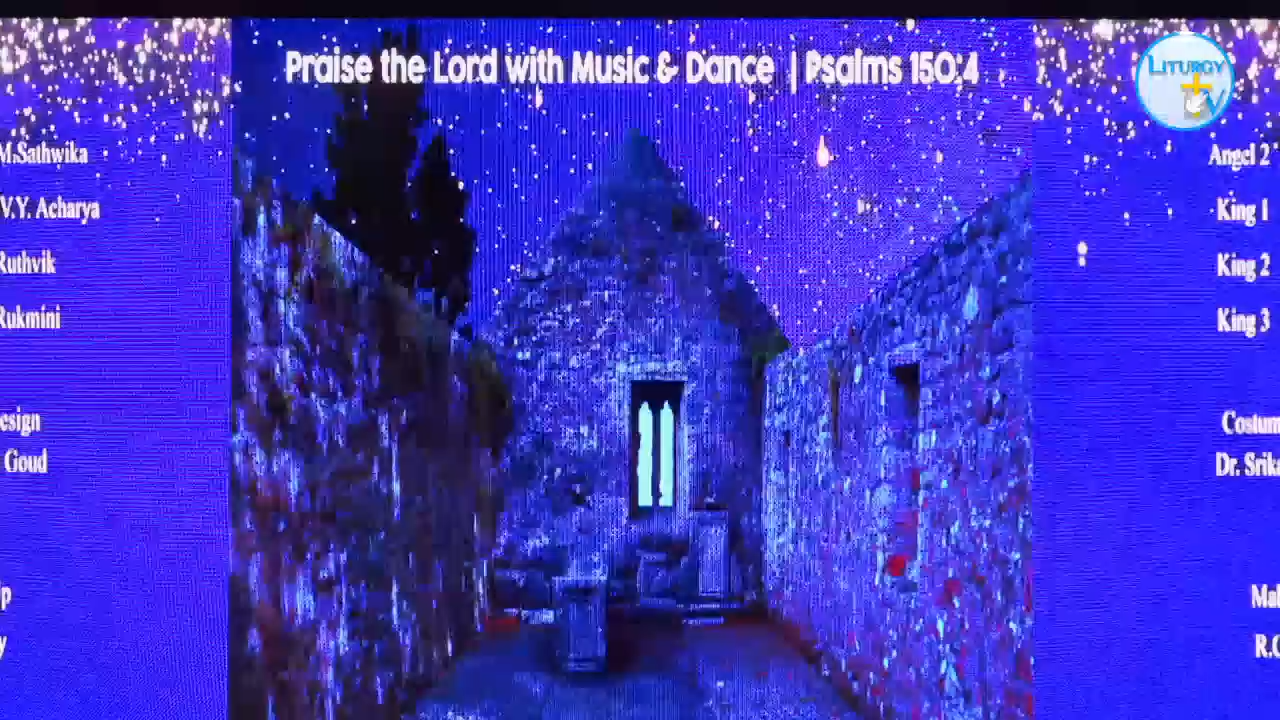 Praise the Lord with Music & Dance | Psalms 150:4
LITURGY
TV
M.Sathwika
V.Y. Acharya
Ruthvik
Rukmini
Goud
Angel 2
King 1
King 2
King 3
Dr.